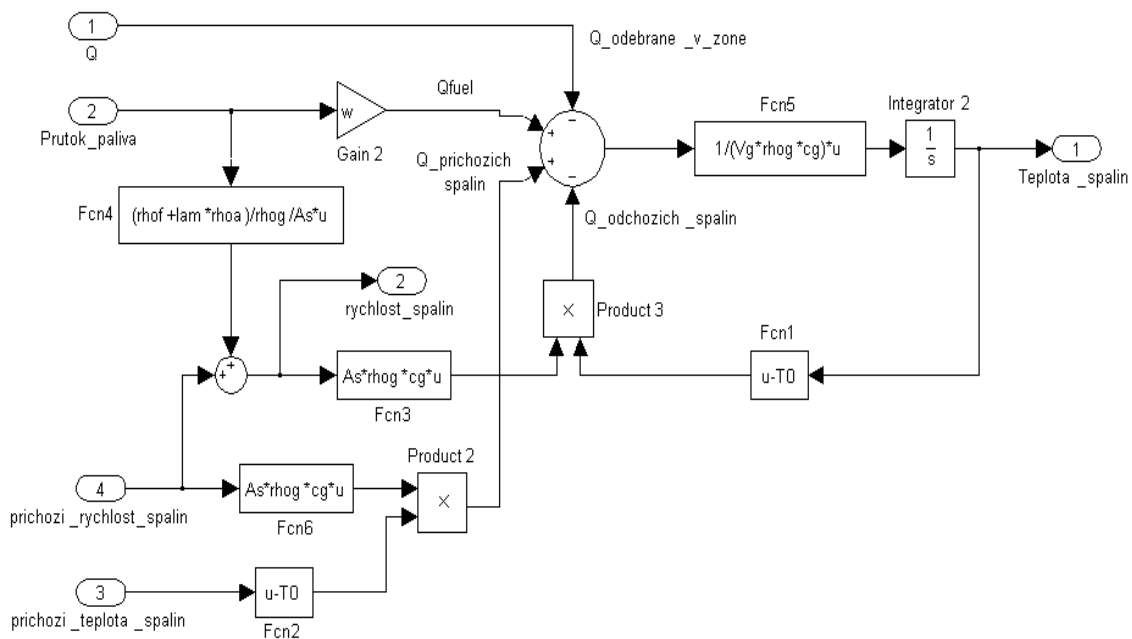 1
Q
Q_odebrane _v_zone
2
Prutok_paliva
w
Gain 2
Qfuel
Q_prichozich
spalin
−
+
+
−
Fcn5
1/(Vg*rhog *cg)*u
Integrator 2
1
s
1
Teplota _spalin
Fcn4
(rhof +lam *rhoa )/rhog /As*u
Q_odchozich _spalin
2
rychlost_spalin
×
Product 3
+
+
As*rhog *cg*u
Fcn3
Fcn1
u-T0
Product 2
4
prichozi _rychlost_spalin
As*rhog *cg*u
Fcn6
×
3
prichozi _teplota _spalin
u-T0
Fcn2